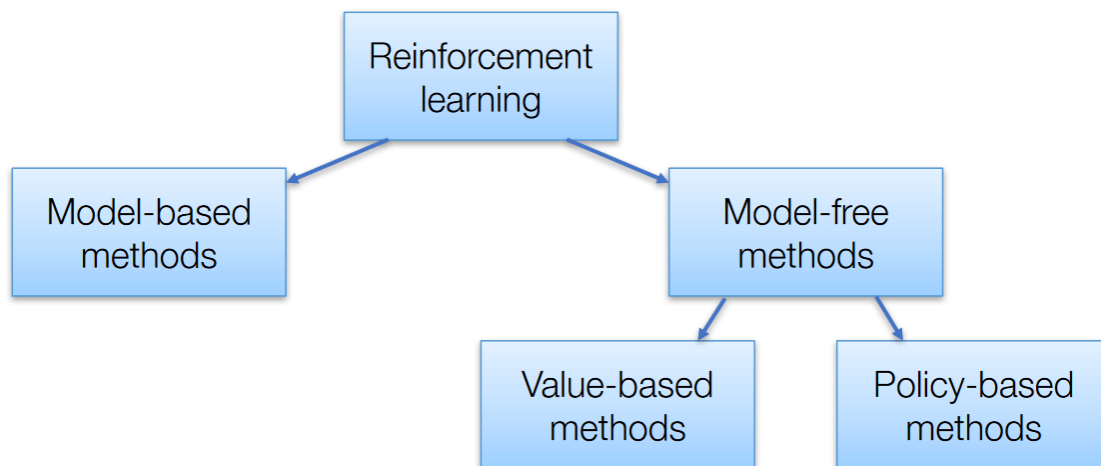 Reinforcement
learning
Model-based
methods
Model-free
methods
Value-based
methods
Policy-based
methods